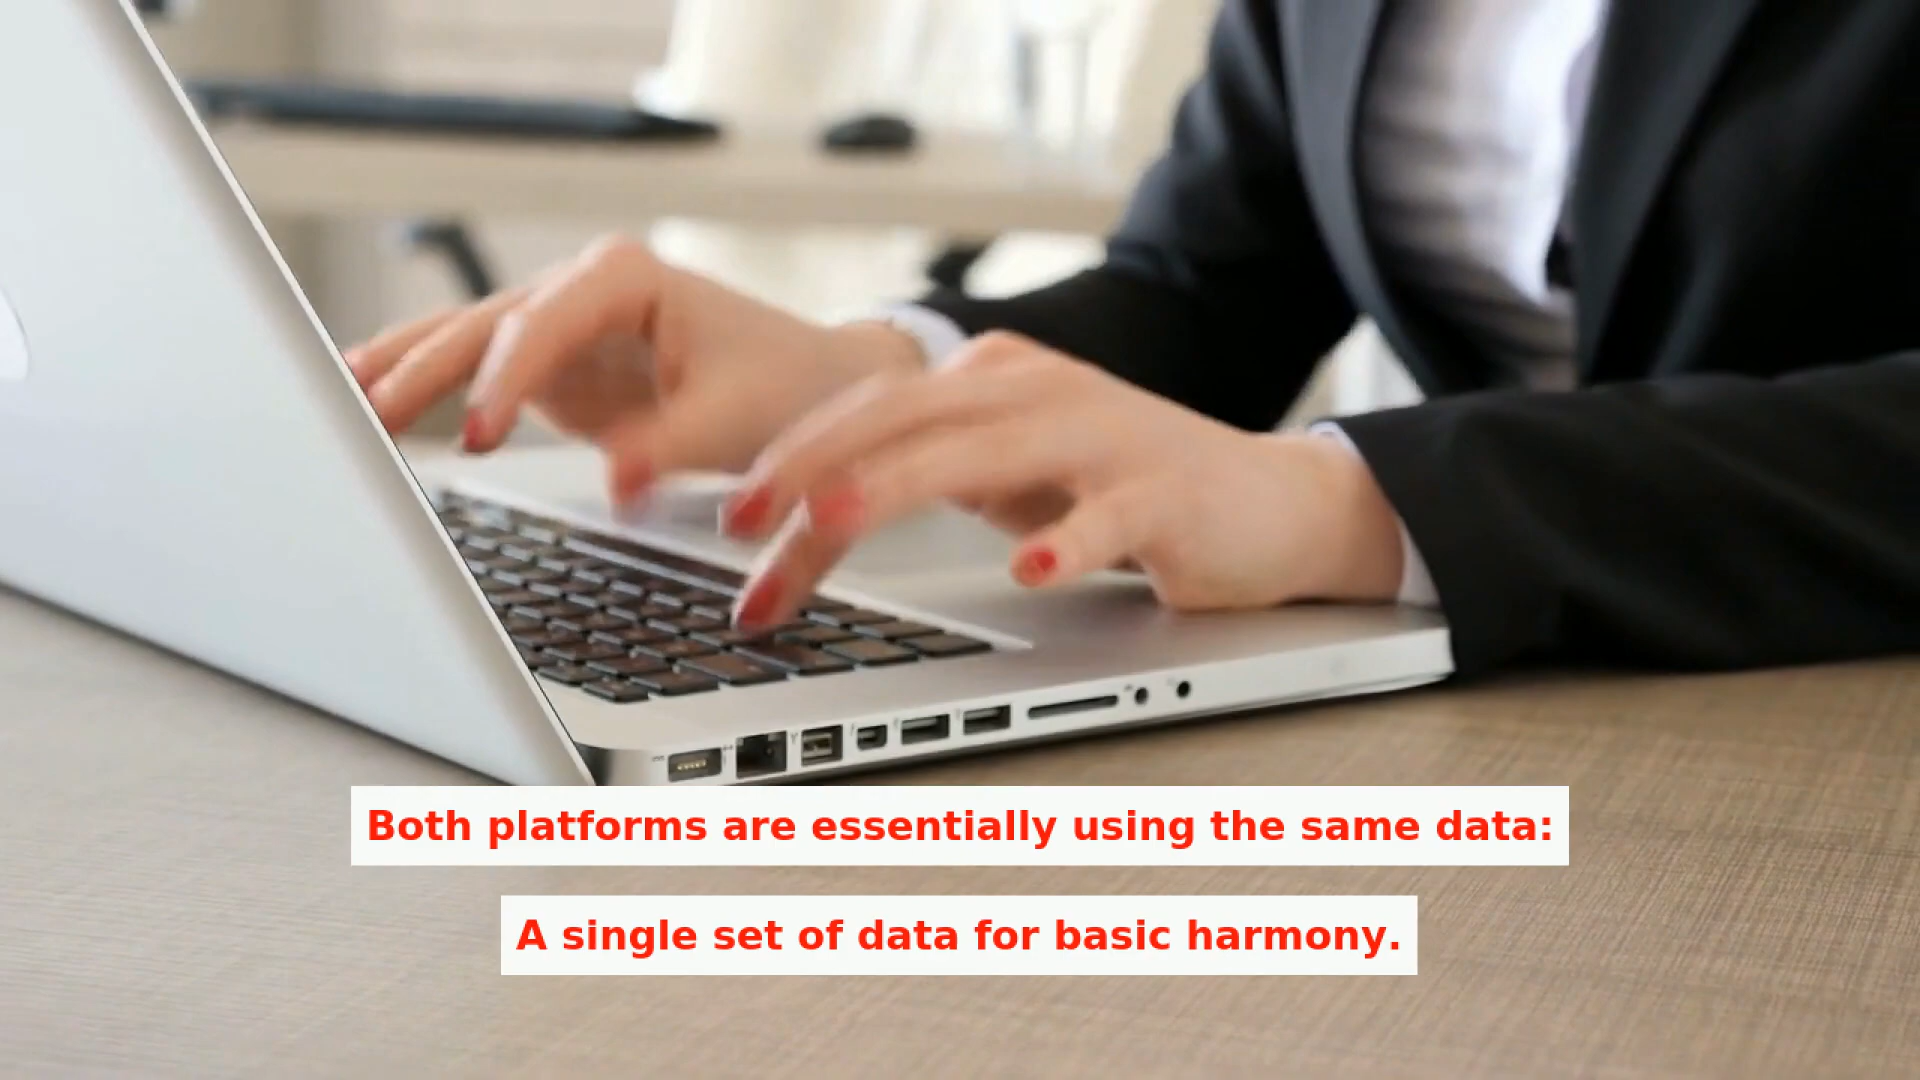 Both platforms are essentially using the same data:
A single set of data for basic harmony.